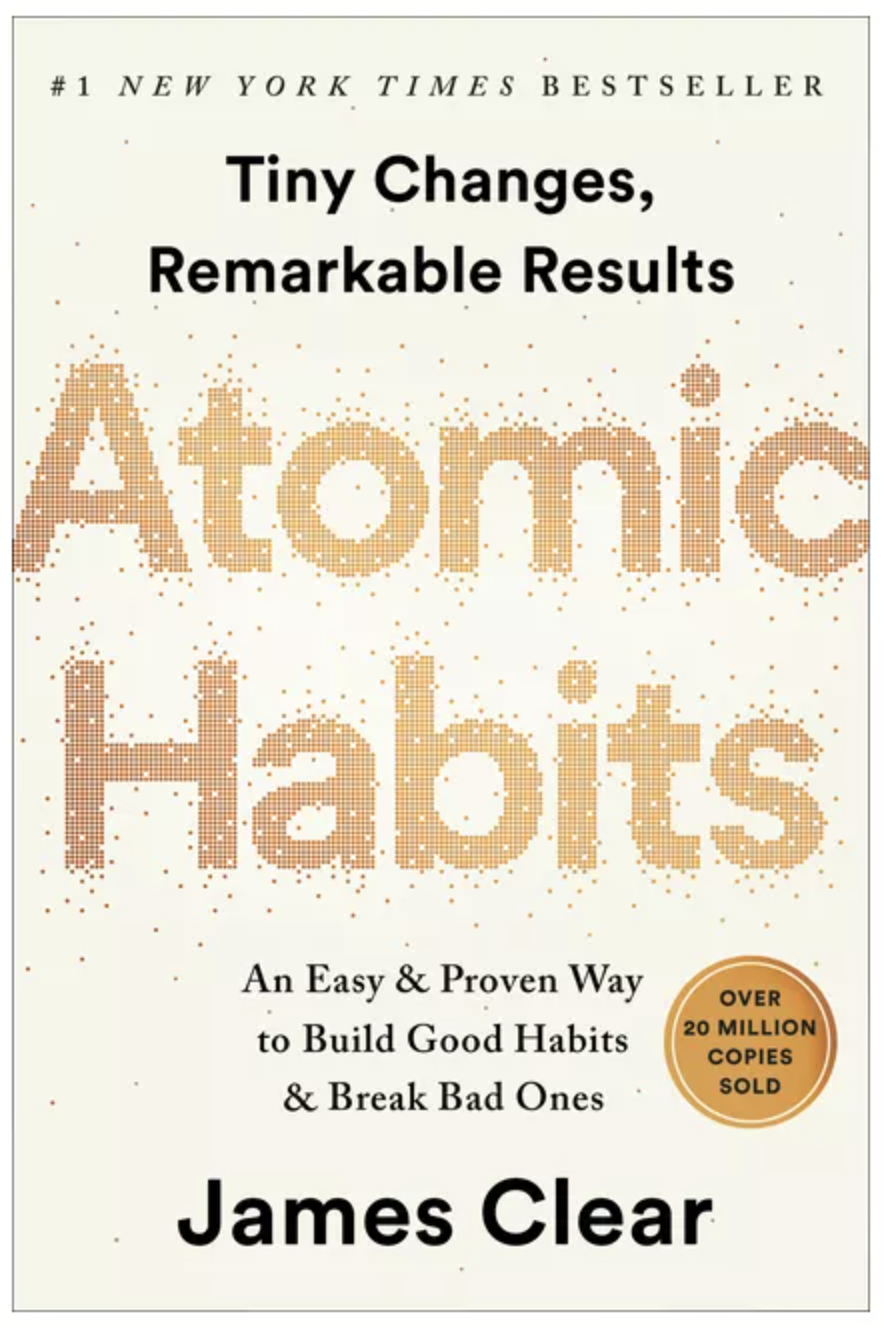 #1 NEW YORK TIMES BESTSELLER
Tiny Changes,
Remarkable Results
Atomic
Habits
An Easy & Proven Way
to Build Good Habits
& Break Bad Ones
OVER
20 MILLION
COPIES
SOLD
James Clear